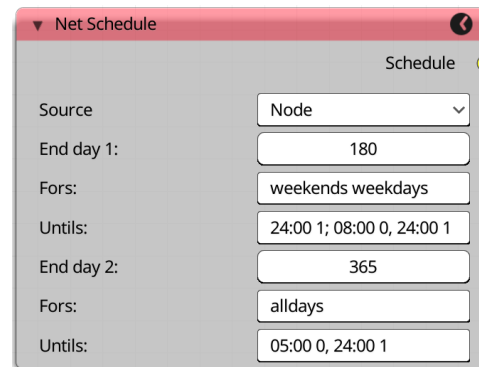 Net Schedule
Schedule
Source Node
End day 1: 180
Fors: weekends weekdays
Untils: 24:00 1; 08:00 0, 24:00 1
End day 2: 365
Fors: alldays
Untils: 05:00 0, 24:00 1